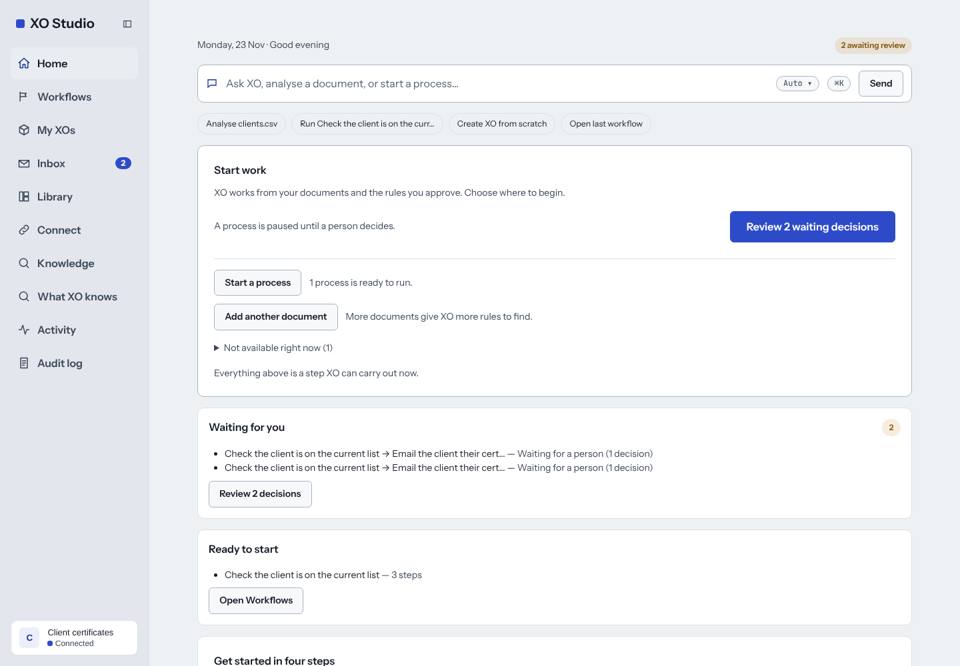 XO Studio
Home
Workflows
My XOs
Inbox 2
Library
Connect
Knowledge
What XO knows
Activity
Audit log
C
Client certificates
Connected
Monday, 23 Nov · Good evening
2 awaiting review
Ask XO, analyse a document, or start a process...
Auto ▾ ⌘K Send
Analyse clients.csv
Run Check the client is on the curr...
Create XO from scratch
Open last workflow
Start work
XO works from your documents and the rules you approve. Choose where to begin.
A process is paused until a person decides.
Review 2 waiting decisions
Start a process 1 process is ready to run.
Add another document More documents give XO more rules to find.
▶ Not available right now (1)
Everything above is a step XO can carry out now.
Waiting for you 2
• Check the client is on the current list → Email the client their cert... — Waiting for a person (1 decision)
• Check the client is on the current list → Email the client their cert... — Waiting for a person (1 decision)
Review 2 decisions
Ready to start
• Check the client is on the current list — 3 steps
Open Workflows
Get started in four steps